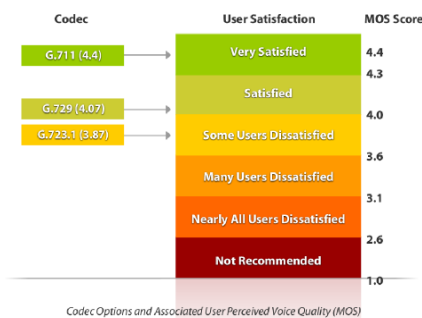 Codec User Satisfaction MOS Score
G.711 (4.4) Very Satisfied 4.4
4.3
G.729 (4.07) Satisfied
4.0
G.723.1 (3.87) Some Users Dissatisfied
3.6
Many Users Dissatisfied
3.1
Nearly All Users Dissatisfied
2.6
Not Recommended
1.0
Codec Options and Associated User Perceived Voice Quality (MOS)